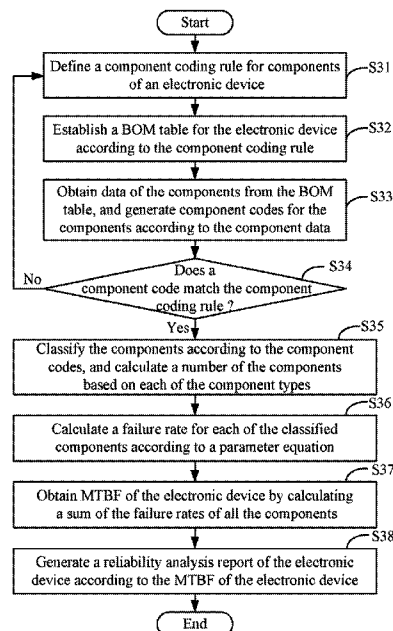 Start
Define a component coding rule for components
of an electronic device
S31
Establish a BOM table for the electronic device
according to the component coding rule
S32
Obtain data of the components from the BOM
table, and generate component codes for the
components according to the component data
S33
Does a
component code match the component
coding rule ?
S34
No
Yes
Classify the components according to the component
codes, and calculate a number of the components
based on each of the component types
S35
Calculate a failure rate for each of the classified
components according to a parameter equation
S36
Obtain MTBF of the electronic device by calculating
a sum of the failure rates of all the components
S37
Generate a reliability analysis report of the electronic
device according to the MTBF of the electronic device
S38
End